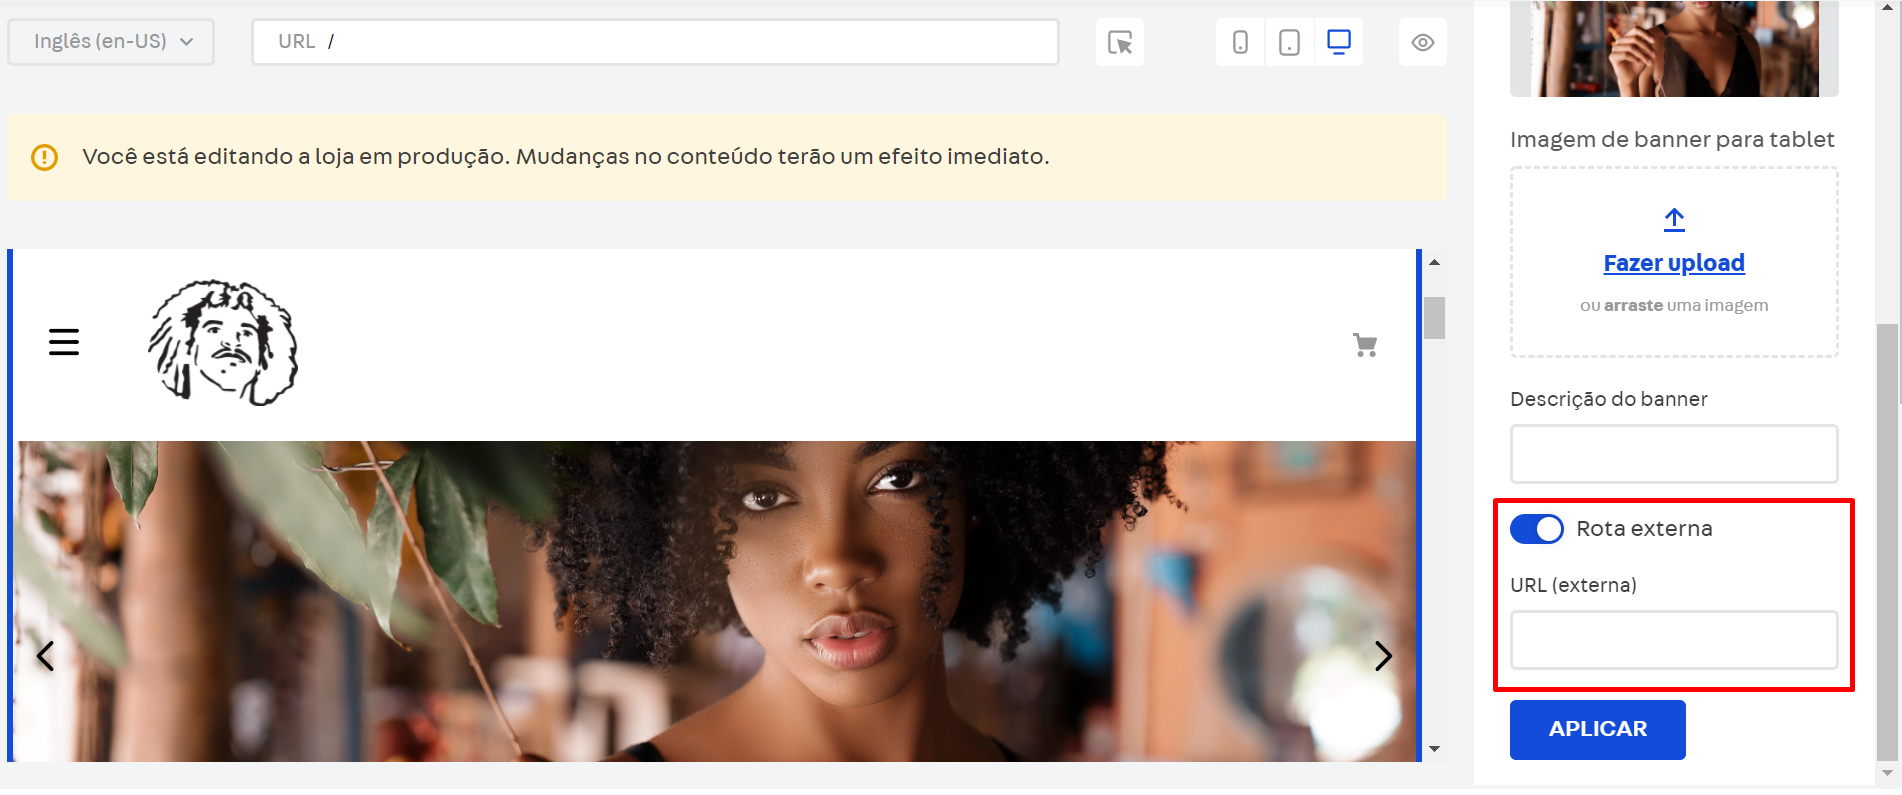 Inglês (en-US)
URL /
Você está editando a loja em produção. Mudanças no conteúdo terão um efeito imediato.
Imagem de banner para tablet
Fazer upload
ou arraste uma imagem
Descrição do banner
Rota externa
URL (externa)
APLICAR